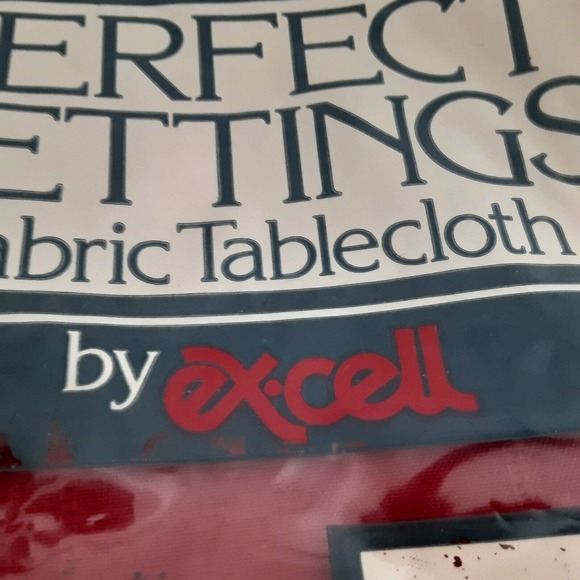 ERFECT
ETTINGS
abric Tablecloth
by ex·cell